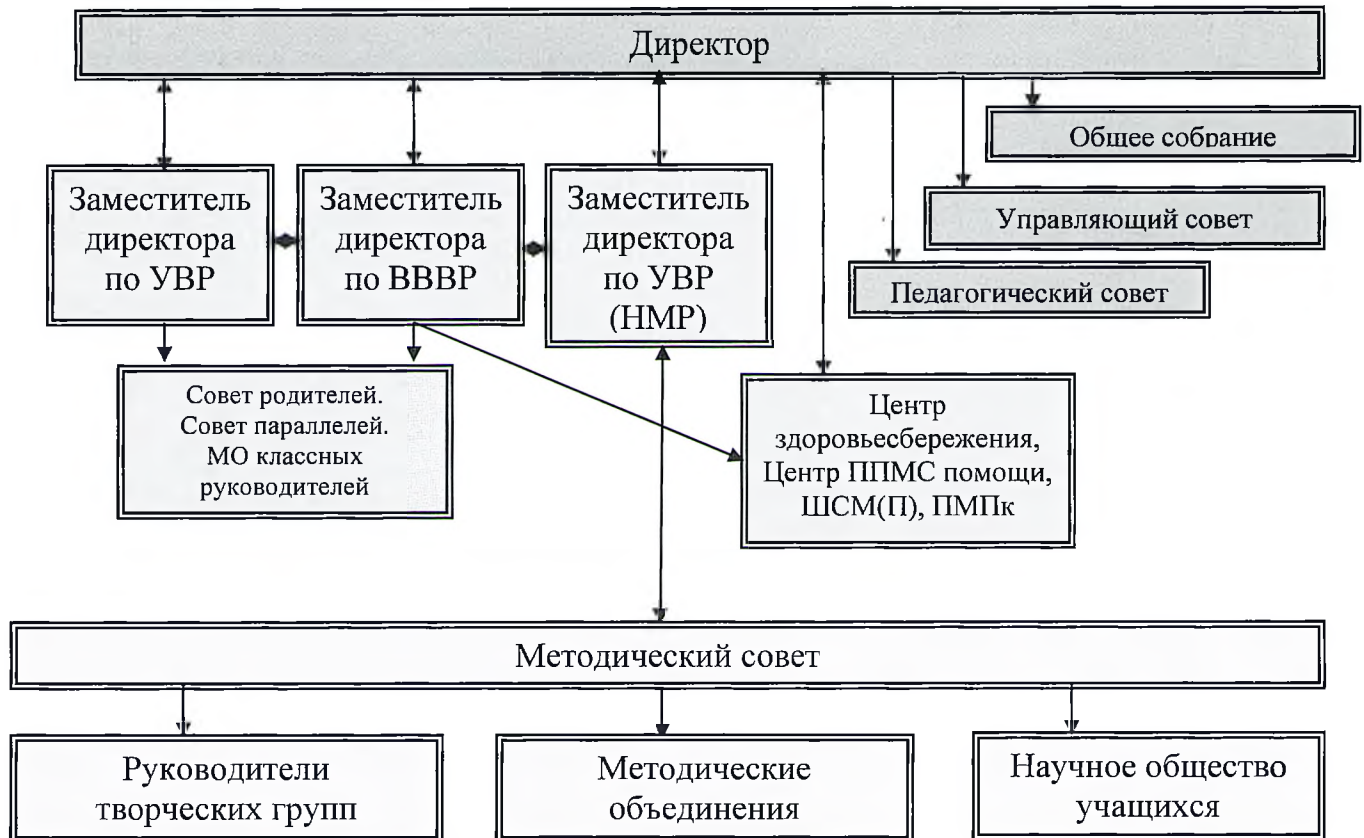 Директор
Общее собрание
Управляющий совет
Педагогический совет
Заместитель
директора
по УВР
Заместитель
директора
по ВВВР
Заместитель
директора
по УВР
(НМР)
Совет родителей.
Совет параллелей.
МО классных
руководителей
Центр
здоровьесбережения,
Центр ППМС помощи,
ШСМ(П), ПМПк
Методический совет
Руководители
творческих групп
Методические
объединения
Научное общество
учащихся